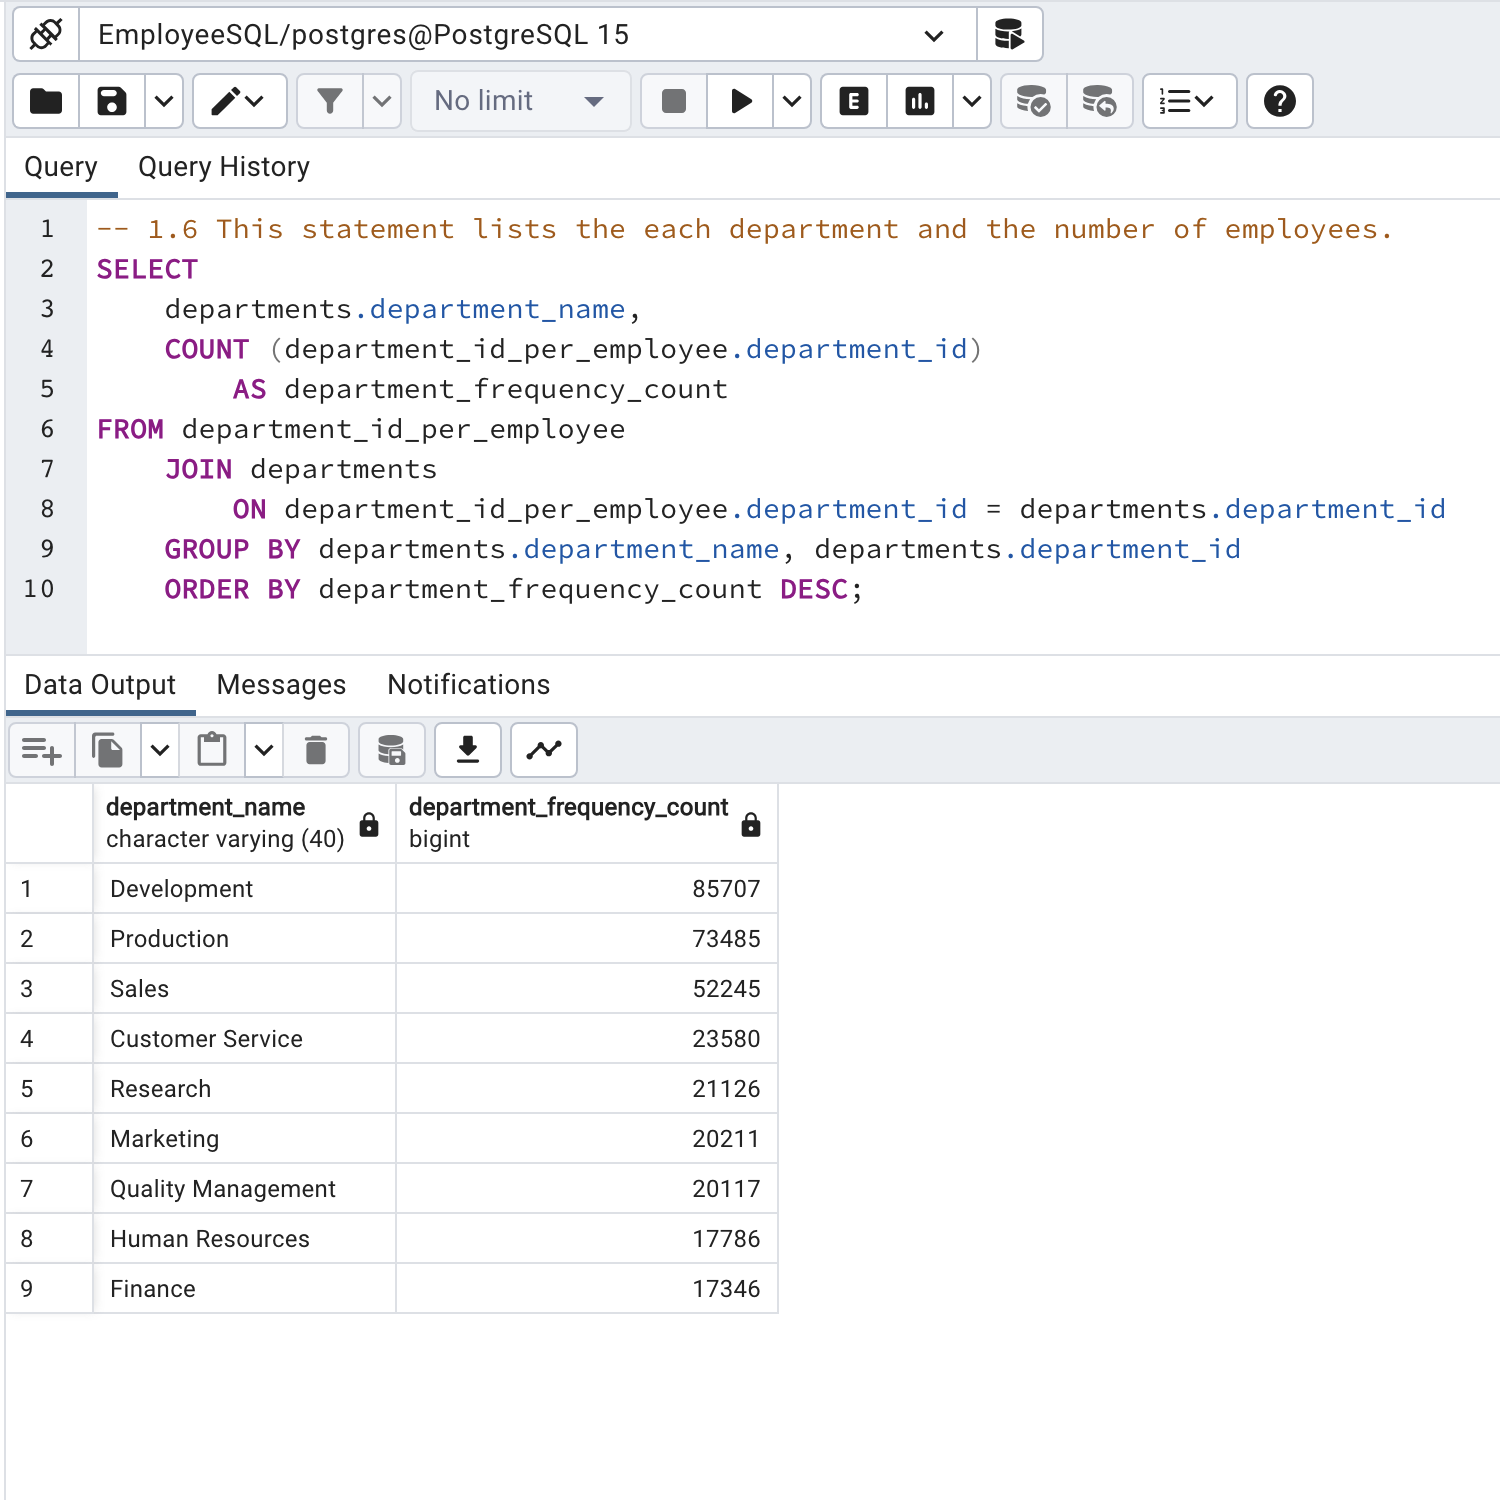 EmployeeSQL/postgres@PostgreSQL 15
No limit
E
Query Query History
1 -- 1.6 This statement lists the each department and the number of employees.
2 SELECT
3 departments.department_name,
4 COUNT (department_id_per_employee.department_id)
5 AS department_frequency_count
6 FROM department_id_per_employee
7 JOIN departments
8 ON department_id_per_employee.department_id = departments.department_id
9 GROUP BY departments.department_name, departments.department_id
10 ORDER BY department_frequency_count DESC;
Data Output Messages Notifications
department_name department_frequency_count
character varying (40) bigint
1 Development 85707
2 Production 73485
3 Sales 52245
4 Customer Service 23580
5 Research 21126
6 Marketing 20211
7 Quality Management 20117
8 Human Resources 17786
9 Finance 17346